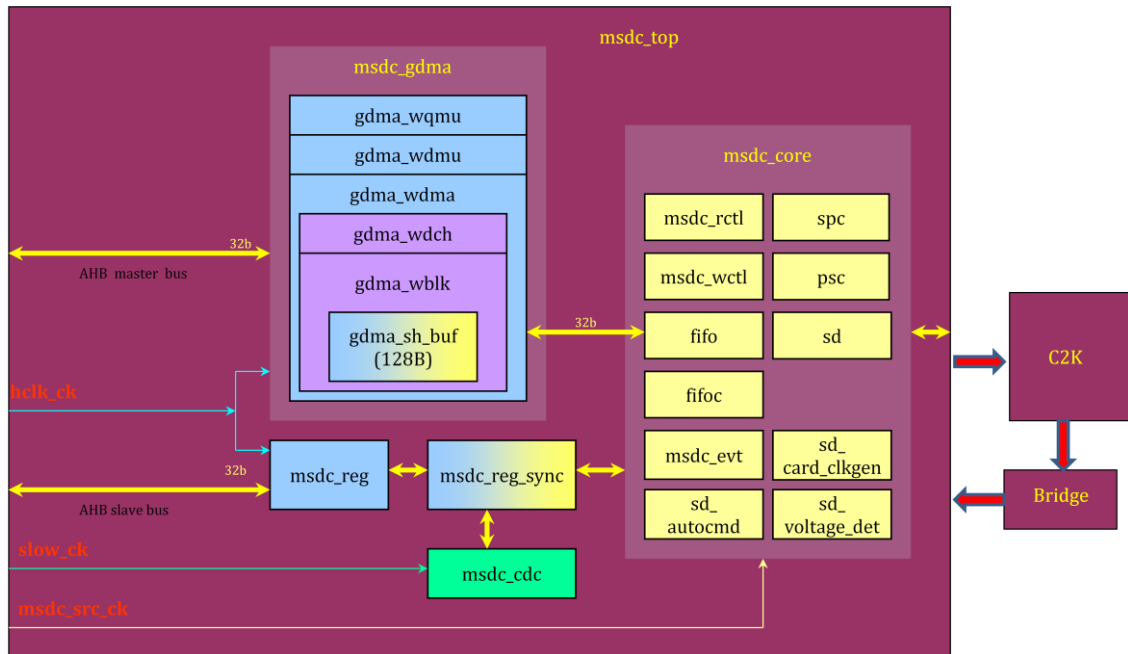 msdc_top
msdc_gdma
gdma_wqmu
gdma_wdmu
gdma_wdma
gdma_wdch
gdma_wblk
gdma_sh_buf
(128B)
32b
AHB master bus
hclk_ck
32b
AHB slave bus
slow_ck
msdc_src_ck
msdc_reg
msdc_reg_sync
msdc_cdc
32b
msdc_core
msdc_rctl
spc
msdc_wctl
psc
fifo
sd
fifoc
msdc_evt
sd_
card_clkgen
sd_
autocmd
sd_
voltage_det
C2K
Bridge